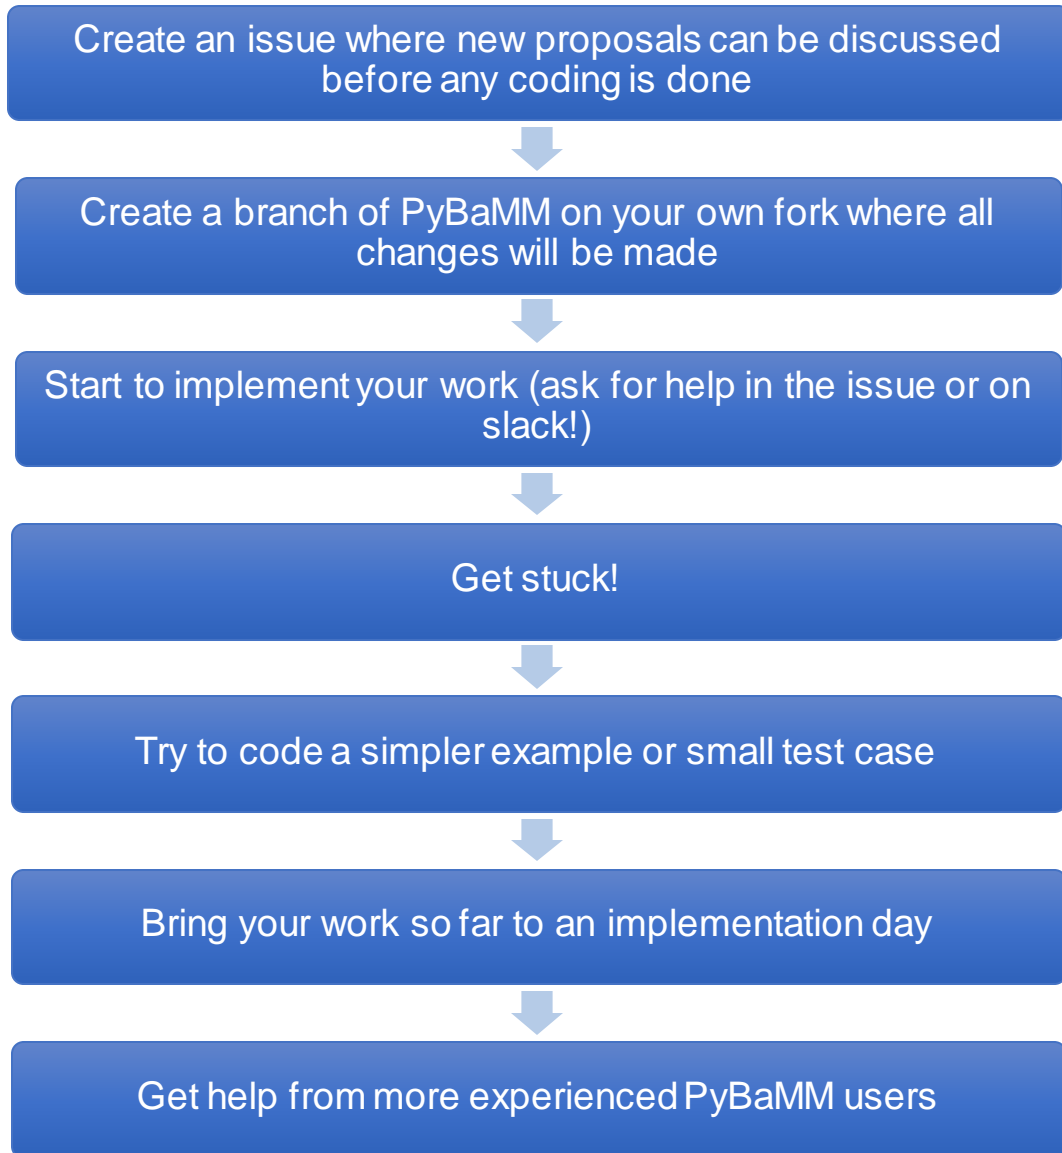 Create an issue where new proposals can be discussed
before any coding is done
Create a branch of PyBaMM on your own fork where all
changes will be made
Start to implement your work (ask for help in the issue or on
slack!)
Get stuck!
Try to code a simpler example or small test case
Bring your work so far to an implementation day
Get help from more experienced PyBaMM users